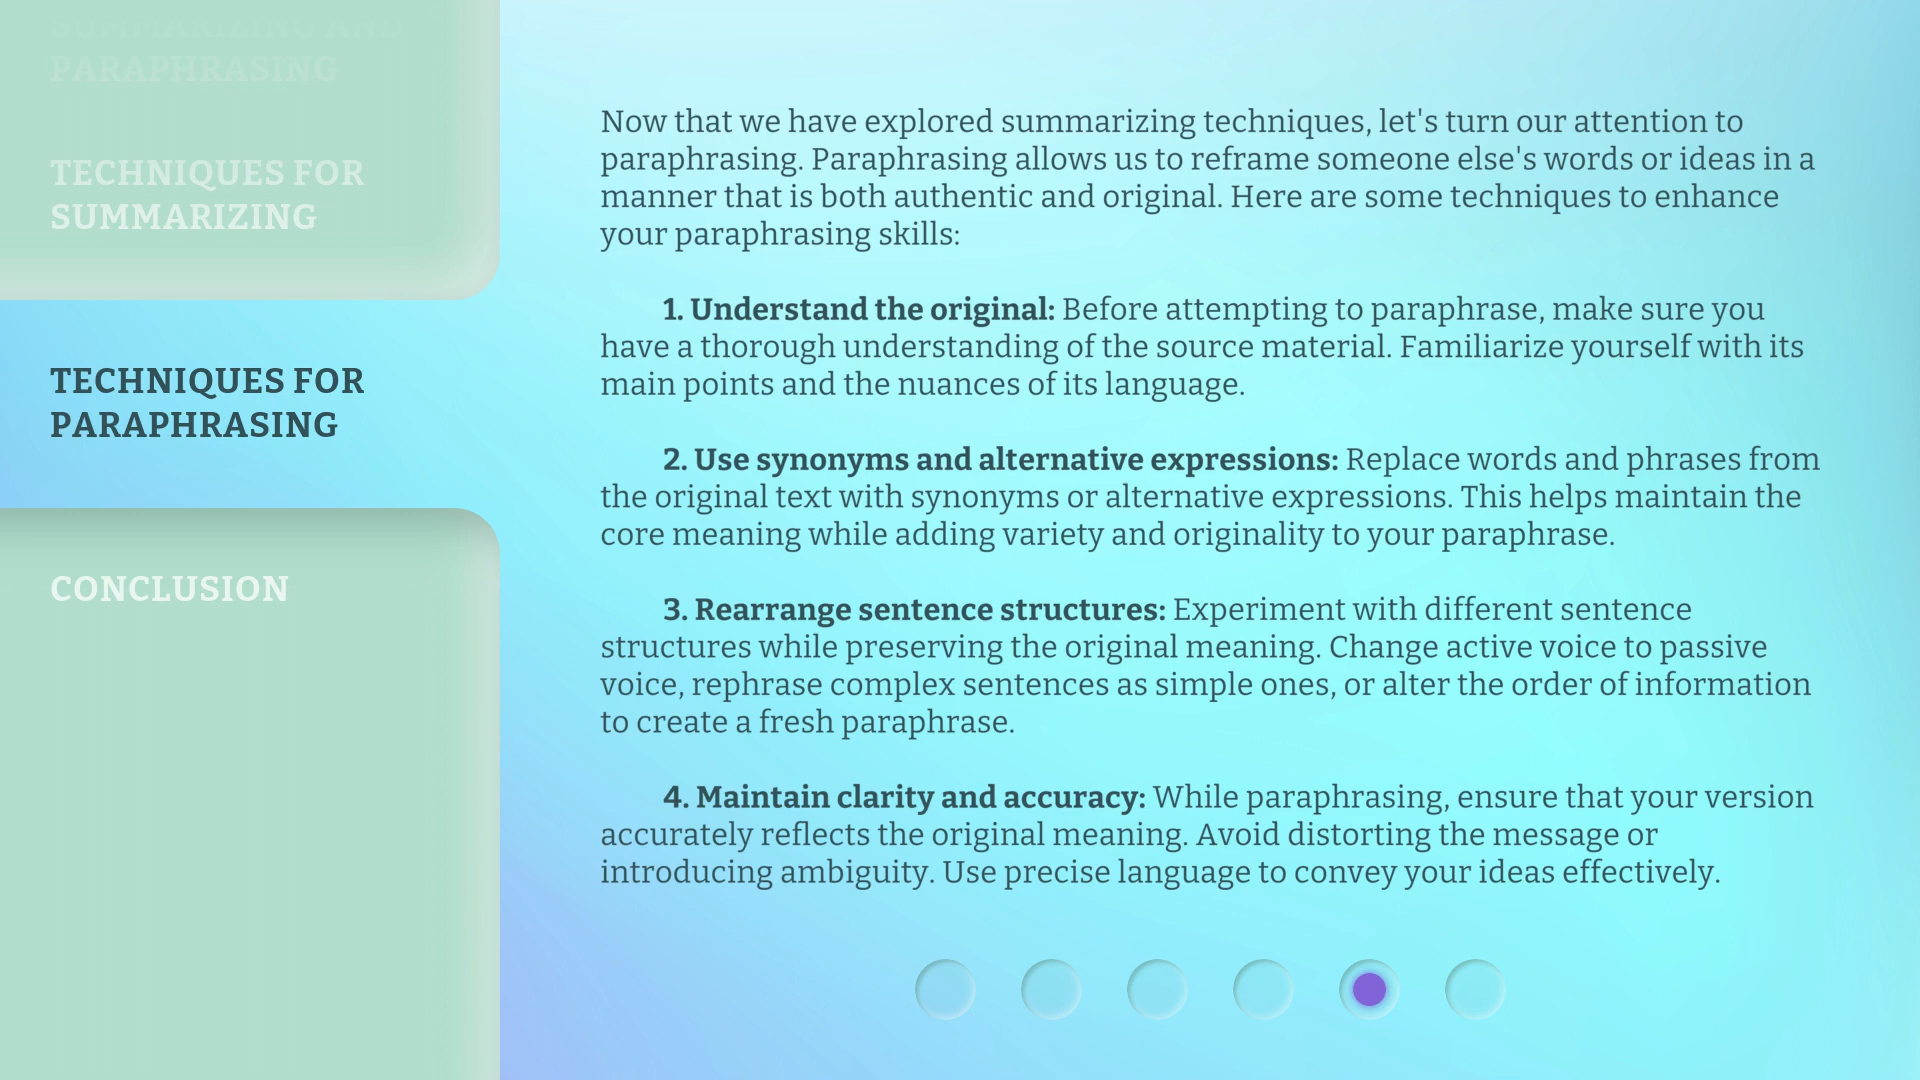 SUMMARIZING AND
PARAPHRASING
TECHNIQUES FOR
SUMMARIZING
TECHNIQUES FOR
PARAPHRASING
CONCLUSION
Now that we have explored summarizing techniques, let's turn our attention to
paraphrasing. Paraphrasing allows us to reframe someone else's words or ideas in a
manner that is both authentic and original. Here are some techniques to enhance
your paraphrasing skills:
1. Understand the original: Before attempting to paraphrase, make sure you
have a thorough understanding of the source material. Familiarize yourself with its
main points and the nuances of its language.
2. Use synonyms and alternative expressions: Replace words and phrases from
the original text with synonyms or alternative expressions. This helps maintain the
core meaning while adding variety and originality to your paraphrase.
3. Rearrange sentence structures: Experiment with different sentence
structures while preserving the original meaning. Change active voice to passive
voice, rephrase complex sentences as simple ones, or alter the order of information
to create a fresh paraphrase.
4. Maintain clarity and accuracy: While paraphrasing, ensure that your version
accurately reflects the original meaning. Avoid distorting the message or
introducing ambiguity. Use precise language to convey your ideas effectively.